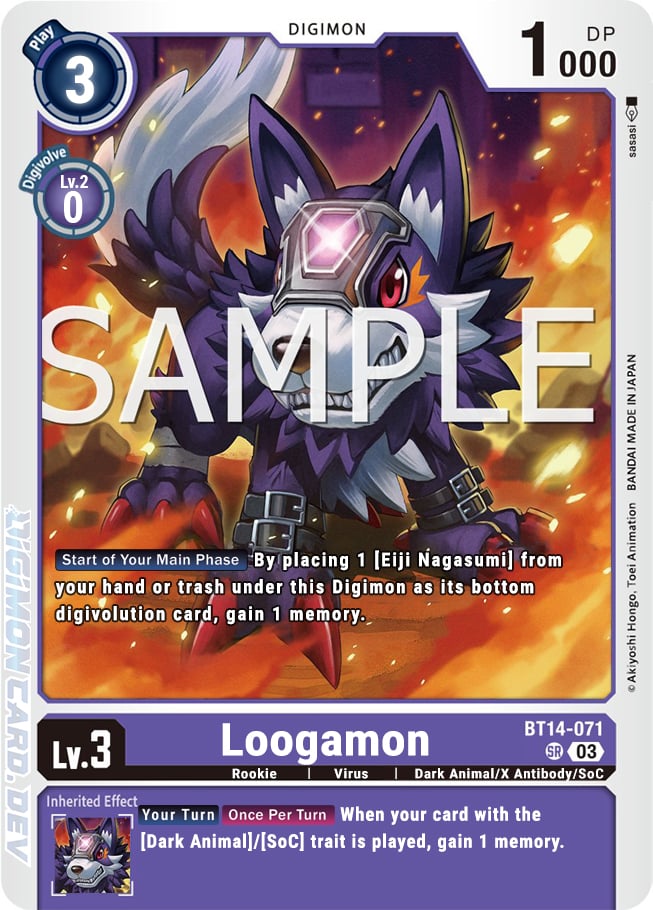 Play
3
DIGIMON
1000
DP
Digivolve
Lv.2
0
sasasi
SAMPLE
Start of Your Main Phase By placing 1 [Eiji Nagasumi] from
your hand or trash under this Digimon as its bottom
digivolution card, gain 1 memory.
© Akiyoshi Hongo, Toei Animation BANDAI MADE IN JAPAN
DIGIMONCARD.DEV
Lv.3
Loogamon
BT14-071
SR 03
Rookie | Virus | Dark Animal/X Antibody/SoC
Inherited Effect
Your Turn Once Per Turn When your card with the
[Dark Animal]/[SoC] trait is played, gain 1 memory.